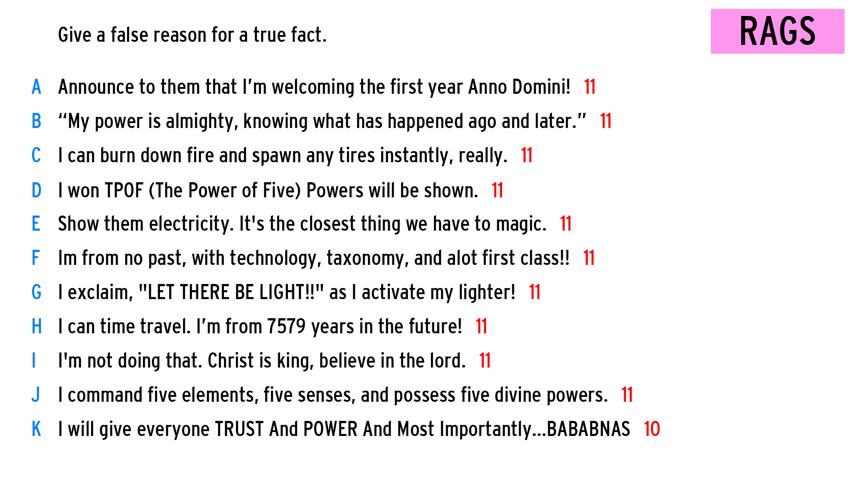 Give a false reason for a true fact.
RAGS
A Announce to them that I'm welcoming the first year Anno Domini! 11
B “My power is almighty, knowing what has happened ago and later.” 11
C I can burn down fire and spawn any tires instantly, really. 11
D I won TPOF (The Power of Five) Powers will be shown. 11
E Show them electricity. It's the closest thing we have to magic. 11
F Im from no past, with technology, taxonomy, and alot first class!! 11
G I exclaim, "LET THERE BE LIGHT!!" as I activate my lighter! 11
H I can time travel. I'm from 7579 years in the future! 11
I I'm not doing that. Christ is king, believe in the lord. 11
J I command five elements, five senses, and possess five divine powers. 11
K I will give everyone TRUST And POWER And Most Importantly...BABABNAS 10